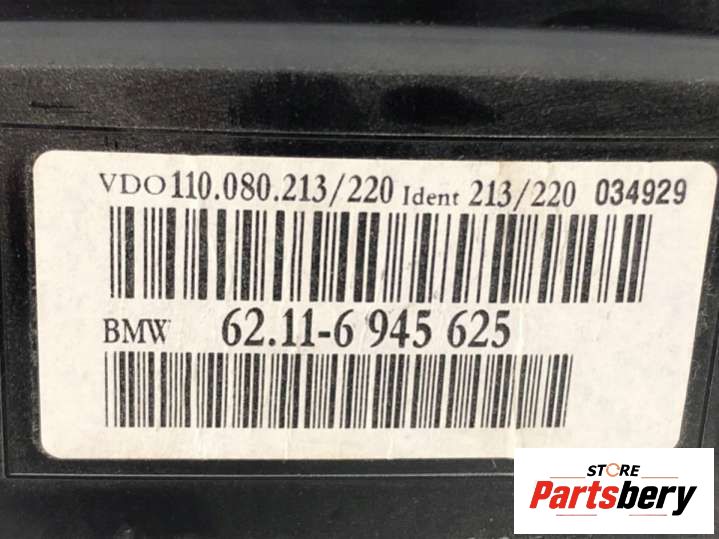 VDO 110.080.213/220 Ident 213/220 034929
BMW 62.11-6 945 625
STORE
Partsbery